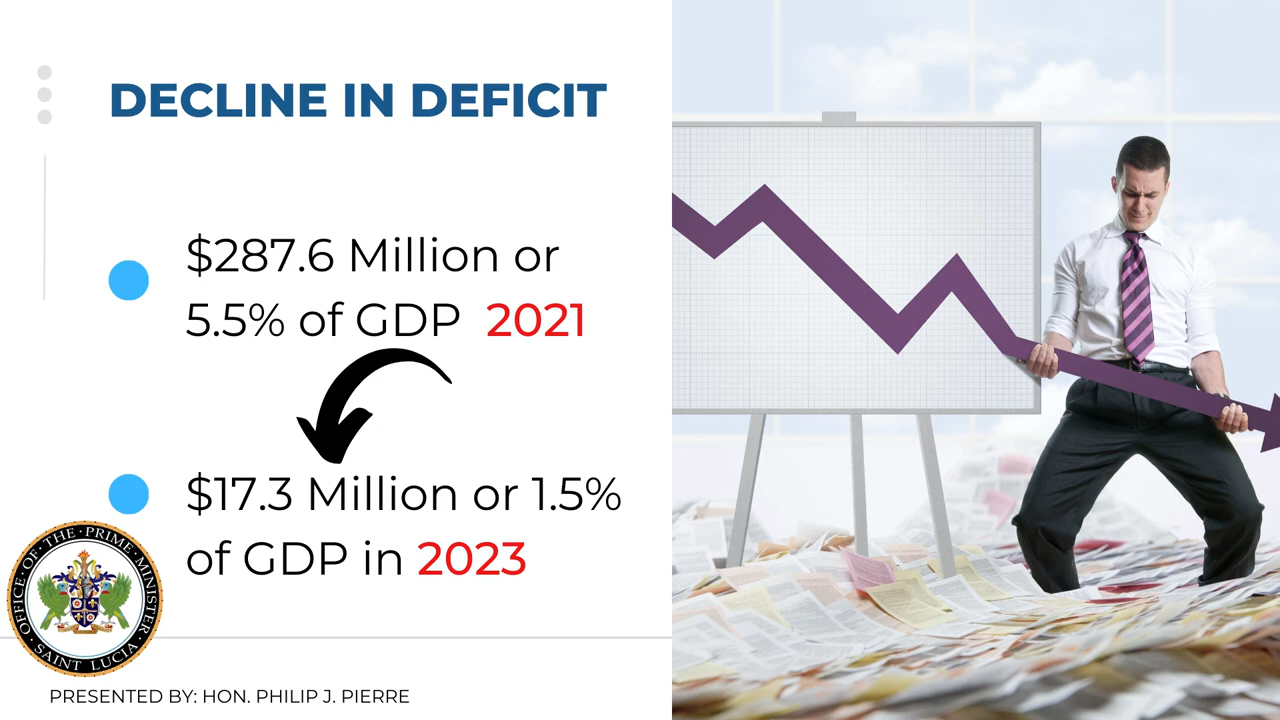 DECLINE IN DEFICIT
$287.6 Million or
5.5% of GDP 2021
$17.3 Million or 1.5%
of GDP in 2023
OFFICE · OF · THE · PRIME · MINISTER
· SAINT LUCIA ·
PRESENTED BY: HON. PHILIP J. PIERRE